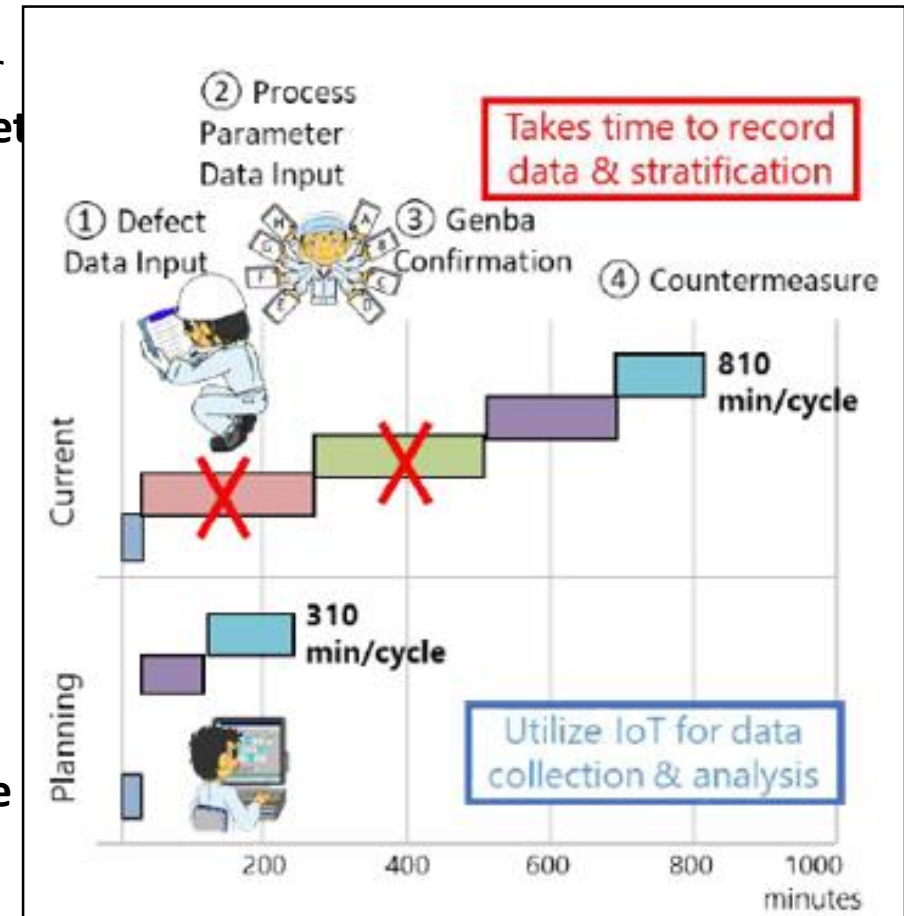 et
e
② Process
Parameter
Data Input
Takes time to record
data & stratification
① Defect
Data Input
③ Genba
Confirmation
④ Countermeasure
H
G
F
E
A
B
C
D
Current
810
min/cycle
Planning
310
min/cycle
Utilize IoT for data
collection & analysis
200
400
600
800
1000
minutes